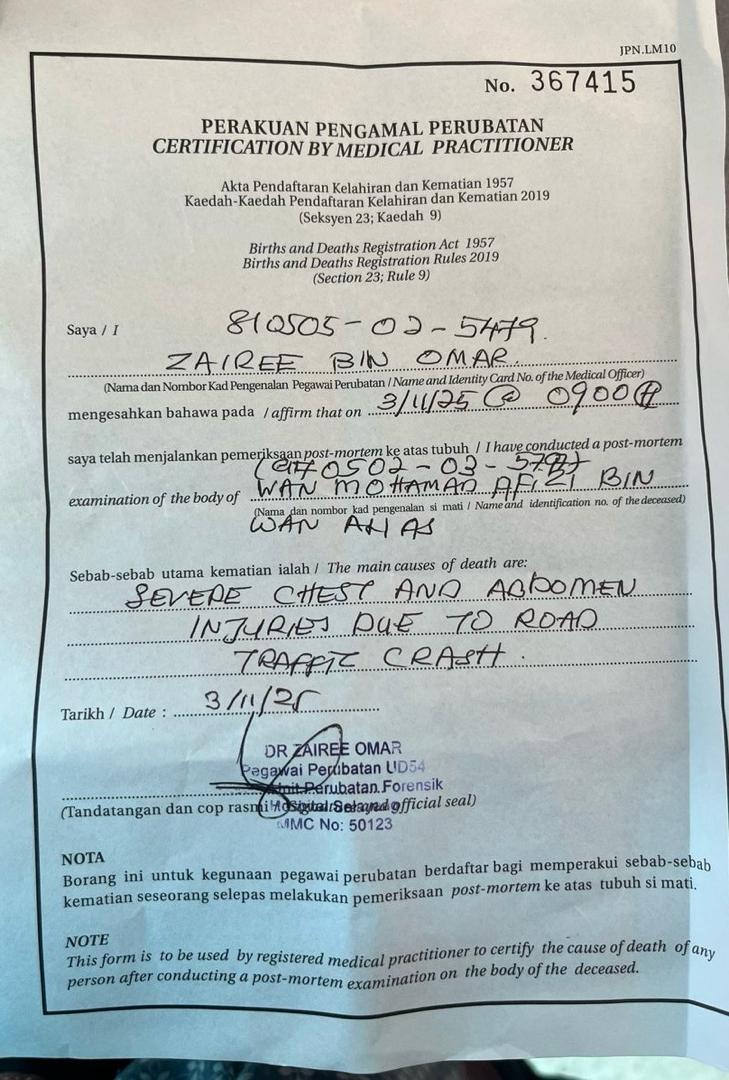 JPN.LM10
No. 367415
PERAKUAN PENGAMAL PERUBATAN
CERTIFICATION BY MEDICAL PRACTITIONER
Akta Pendaftaran Kelahiran dan Kematian 1957
Kaedah-Kaedah Pendaftaran Kelahiran dan Kematian 2019
(Seksyen 23; Kaedah 9)
Births and Deaths Registration Act 1957
Births and Deaths Registration Rules 2019
(Section 23; Rule 9)
Saya / I 810505-02-5479.
ZAIREE BIN OMAR.
(Nama dan Nombor Kad Pengenalan Pegawai Perubatan / Name and Identity Card No. of the Medical Officer)
mengesahkan bahawa pada / affirm that on 3/11/25 @ 0900
saya telah menjalankan pemeriksaan post-mortem ke atas tubuh / I have conducted a post-mortem
examination of the body of WAN MOHAMAD AFIZI BIN
(Nama dan nombor kad pengenalan si mati / Name and identification no. of the deceased)
WAN
Sebab-sebab utama kematian ialah / The main causes of death are:
SEVERE CHEST AND ABDOMEN
INJURIES DUE TO ROAD
TRAFFIC CRASH.
Tarikh / Date : 3/11/25
DR ZAIREE OMAR
Pegawai Perubatan UD54
Unit Perubatan Forensik
(Tandatangan dan cop rasmi official seal)
MMC No: 50123
NOTA
Borang ini untuk kegunaan pegawai perubatan berdaftar bagi memperakui sebab-sebab
kematian seseorang selepas melakukan pemeriksaan post-mortem ke atas tubuh si mati.
NOTE
This form is to be used by registered medical practitioner to certify the cause of death of any
person after conducting a post-mortem examination on the body of the deceased.